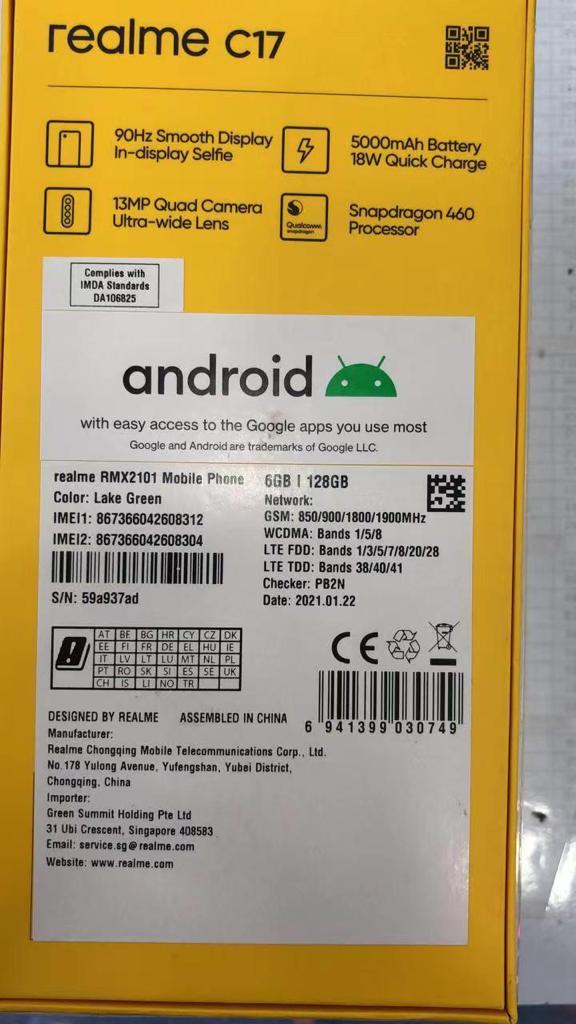 realme C17
90Hz Smooth Display
In-display Selfie
5000mAh Battery
18W Quick Charge
13MP Quad Camera
Ultra-wide Lens
Qualcomm
snapdragon
Snapdragon 460
Processor
Complies with
IMDA Standards
DA106825
android
with easy access to the Google apps you use most
Google and Android are trademarks of Google LLC.
realme RMX2101 Mobile Phone
Color: Lake Green
IMEI1: 867366042608312
IMEI2: 867366042608304
S/N: 59a937ad
6GB | 128GB
Network:
GSM: 850/900/1800/1900MHz
WCDMA: Bands 1/5/8
LTE FDD: Bands 1/3/5/7/8/20/28
LTE TDD: Bands 38/40/41
Checker: PB2N
Date: 2021.01.22
AT BE BG HR CY CZ DK
EE FI FR DE EL HU IE
IT LV LT LU MT NL PL
PT RO SK SI ES SE UK
CH IS LI NO TR
CE
6 941399 030749
DESIGNED BY REALME ASSEMBLED IN CHINA
Manufacturer:
Realme Chongqing Mobile Telecommunications Corp., Ltd.
No.178 Yulong Avenue, Yufengshan, Yubei District,
Chongqing, China
Importer:
Green Summit Holding Pte Ltd
31 Ubi Crescent, Singapore 408583
Email: service.sg@realme.com
Website: www.realme.com